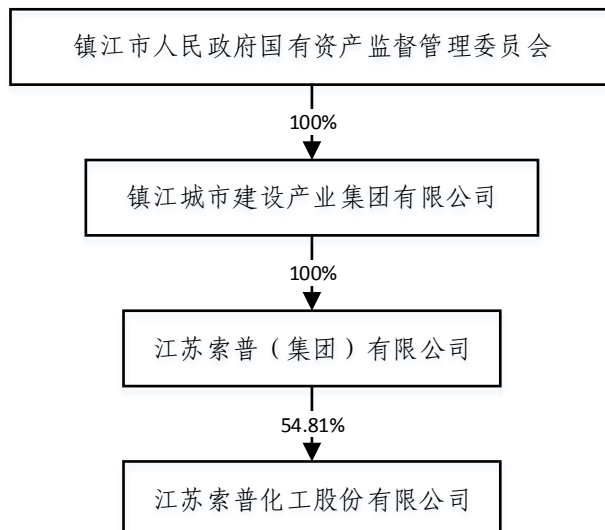 镇江市人民政府国有资产监督管理委员会
100%
镇江城市建设产业集团有限公司
100%
江苏索普（集团）有限公司
54.81%
江苏索普化工股份有限公司